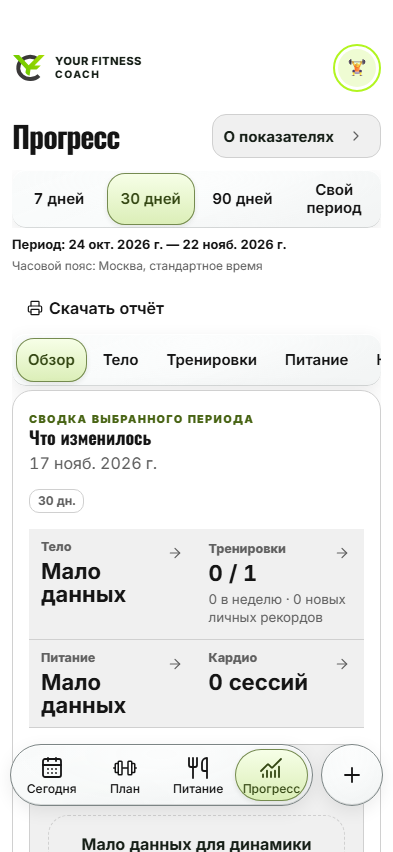 YOUR FITNESS
COACH
Прогресс
О показателях
7 дней
30 дней
90 дней
Свой
период
Период: 24 окт. 2026 г. — 22 нояб. 2026 г.
Часовой пояс: Москва, стандартное время
Скачать отчёт
Обзор
Тело
Тренировки
Питание
СВОДКА ВЫБРАННОГО ПЕРИОДА
Что изменилось
17 нояб. 2026 г.
30 дн.
Тело
Мало
данных
Тренировки
0 / 1
0 в неделю · 0 новых
личных рекордов
Питание
Мало
данных
Кардио
0 сессий
Сегодня
План
Питание
Прогресс
Мало данных для динамики